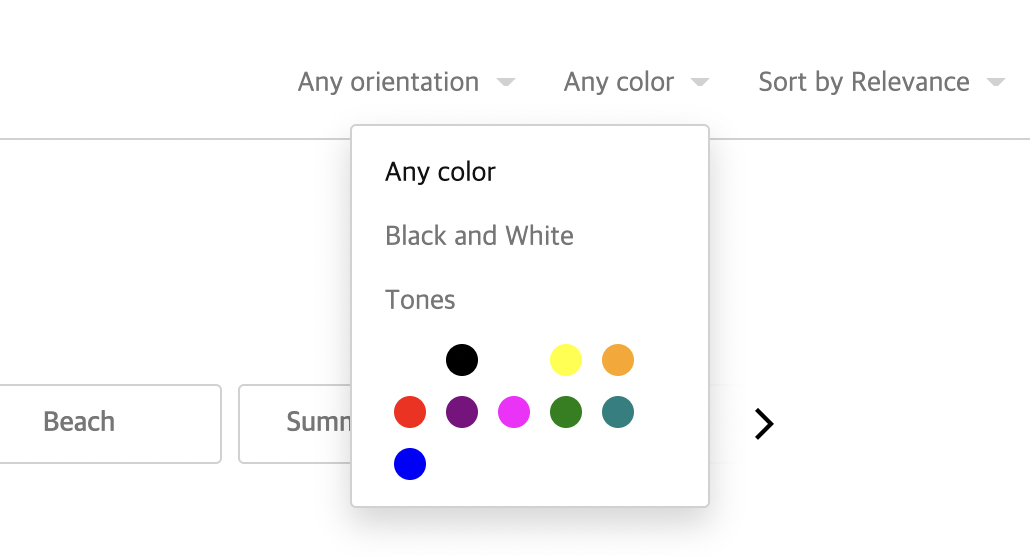 Any orientation Any color Sort by Relevance
Any color
Black and White
Tones
Beach